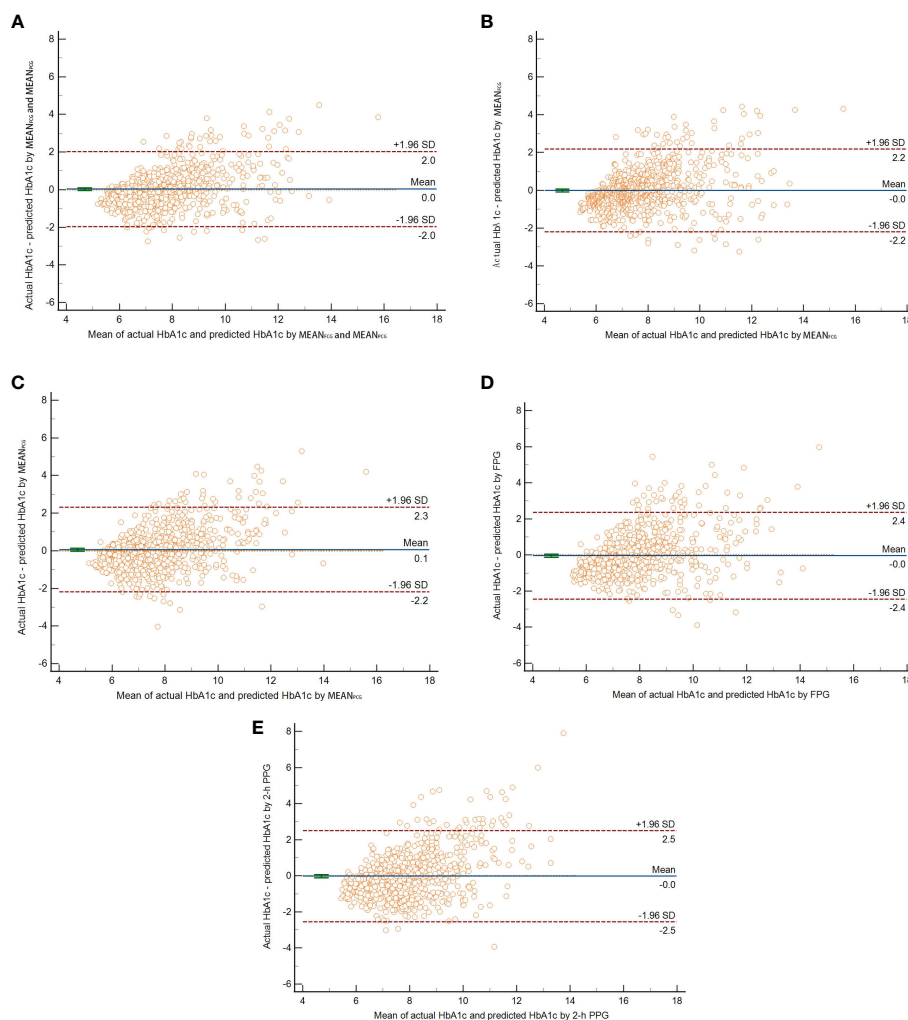 A
8
6
4
2
0
-2
-4
-6
Actual HbA1c - predicted HbA1c by MEAN and MEAN
+1.96 SD
2.0
Mean
0.0
-1.96 SD
-2.0
4 6 8 10 12 14 16 18
Mean of actual HbA1c and predicted HbA1c by MEAN and MEAN
B
8
6
4
2
0
-2
-4
-6
Actual HbA1c - predicted HbA1c by MEAN
+1.96 SD
2.2
Mean
-0.0
-1.96 SD
-2.2
4 6 8 10 12 14 16 18
Mean of actual HbA1c and predicted HbA1c by MEAN
C
8
6
4
2
0
-2
-4
-6
Actual HbA1c - predicted HbA1c by MEAN
+1.96 SD
2.3
Mean
0.1
-1.96 SD
-2.2
4 6 8 10 12 14 16 18
Mean of actual HbA1c and predicted HbA1c by MEAN
D
8
6
4
2
0
-2
-4
-6
Actual HbA1c - predicted HbA1c by FPG
+1.96 SD
2.4
Mean
-0.0
-1.96 SD
-2.4
4 6 8 10 12 14 16 18
Mean of actual HbA1c and predicted HbA1c by FPG
E
8
6
4
2
0
-2
-4
-6
Actual HbA1c - predicted HbA1c by 2-h PPG
+1.96 SD
2.5
Mean
-0.0
-1.96 SD
-2.5
4 6 8 10 12 14 16 18
Mean of actual HbA1c and predicted HbA1c by 2-h PPG